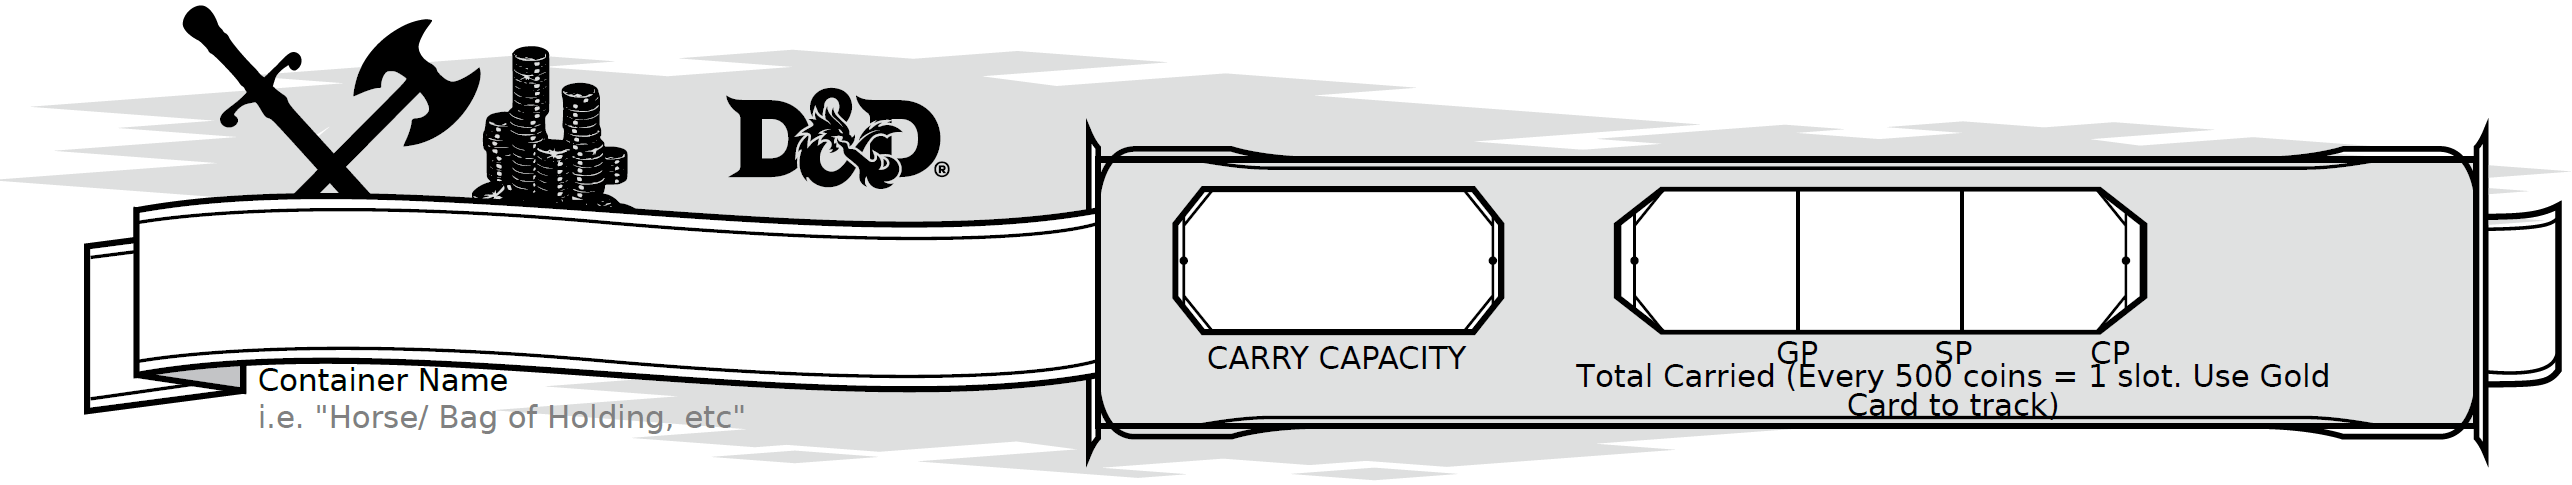 D&D®
CARRY CAPACITY
GP SP CP
Total Carried (Every 500 coins = 1 slot. Use Gold
Card to track)
Container Name
i.e. "Horse/ Bag of Holding, etc"